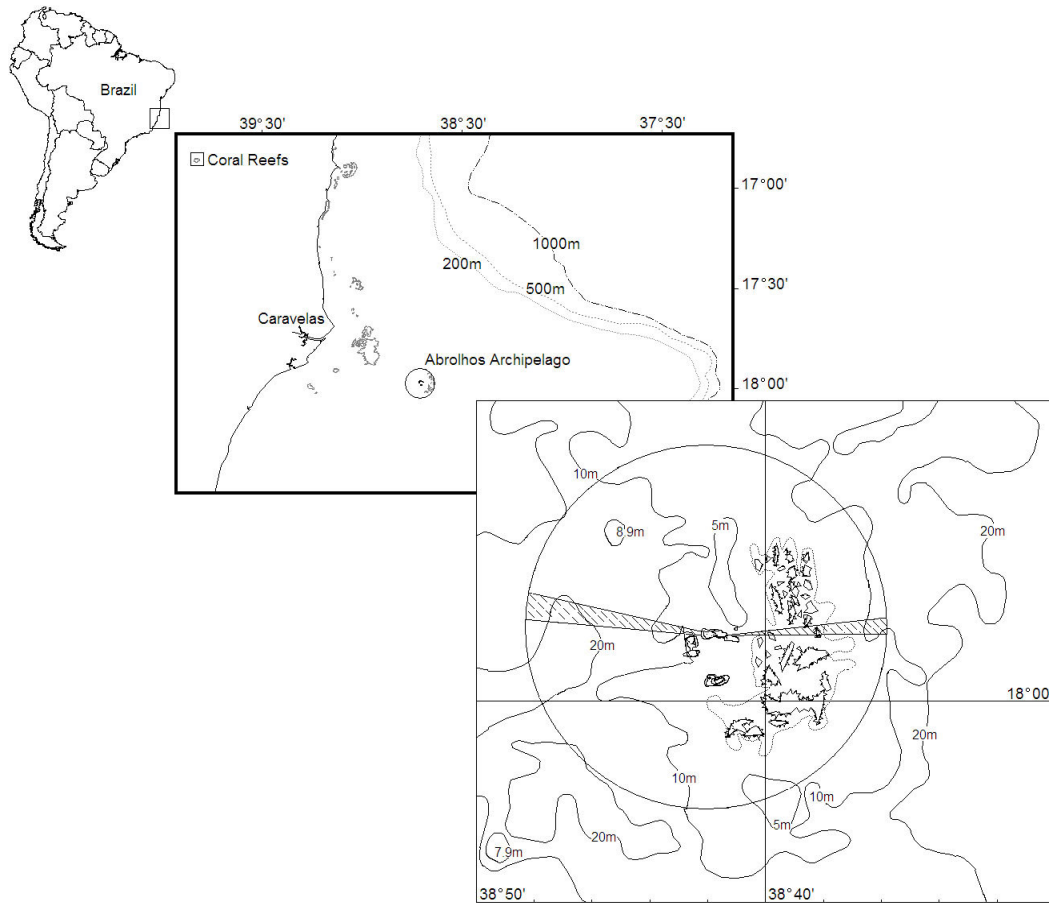 Brazil
39°30'
38°30'
37°30'
Coral Reefs
17°00'
1000m
200m
500m
17°30'
Caravelas
Abrolhos Archipelago
18°00'
10m
8.9m
5m
20m
20m
18°00'
20m
10m
10m
5m
20m
7.9m
38°50'
38°40'